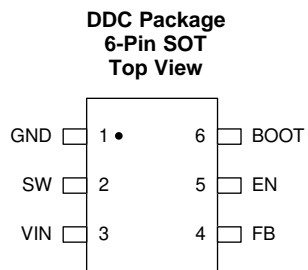 DDC Package
6-Pin SOT
Top View
GND 1 6 BOOT
SW 2 5 EN
VIN 3 4 FB